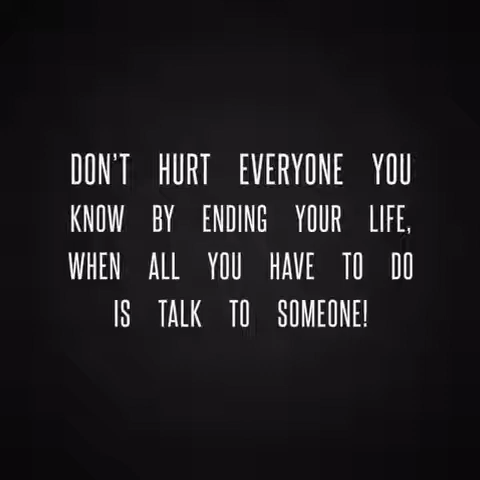 DON'T HURT EVERYONE YOU
KNOW BY ENDING YOUR LIFE,
WHEN ALL YOU HAVE TO DO
IS TALK TO SOMEONE!